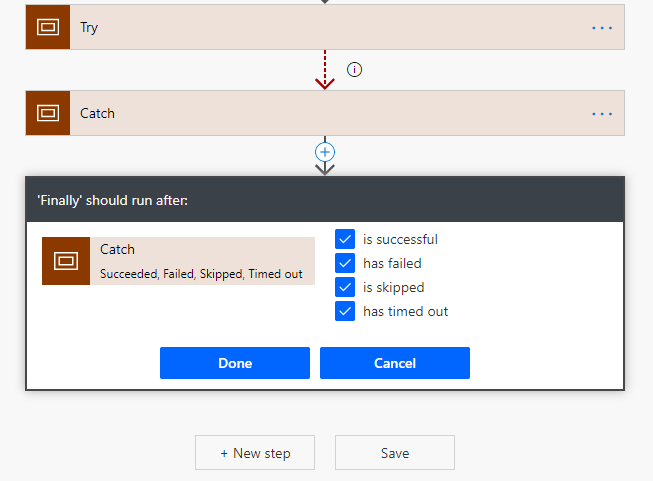 Try
Catch
'Finally' should run after:
Catch
Succeeded, Failed, Skipped, Timed out
is successful
has failed
is skipped
has timed out
Done
Cancel
+ New step
Save